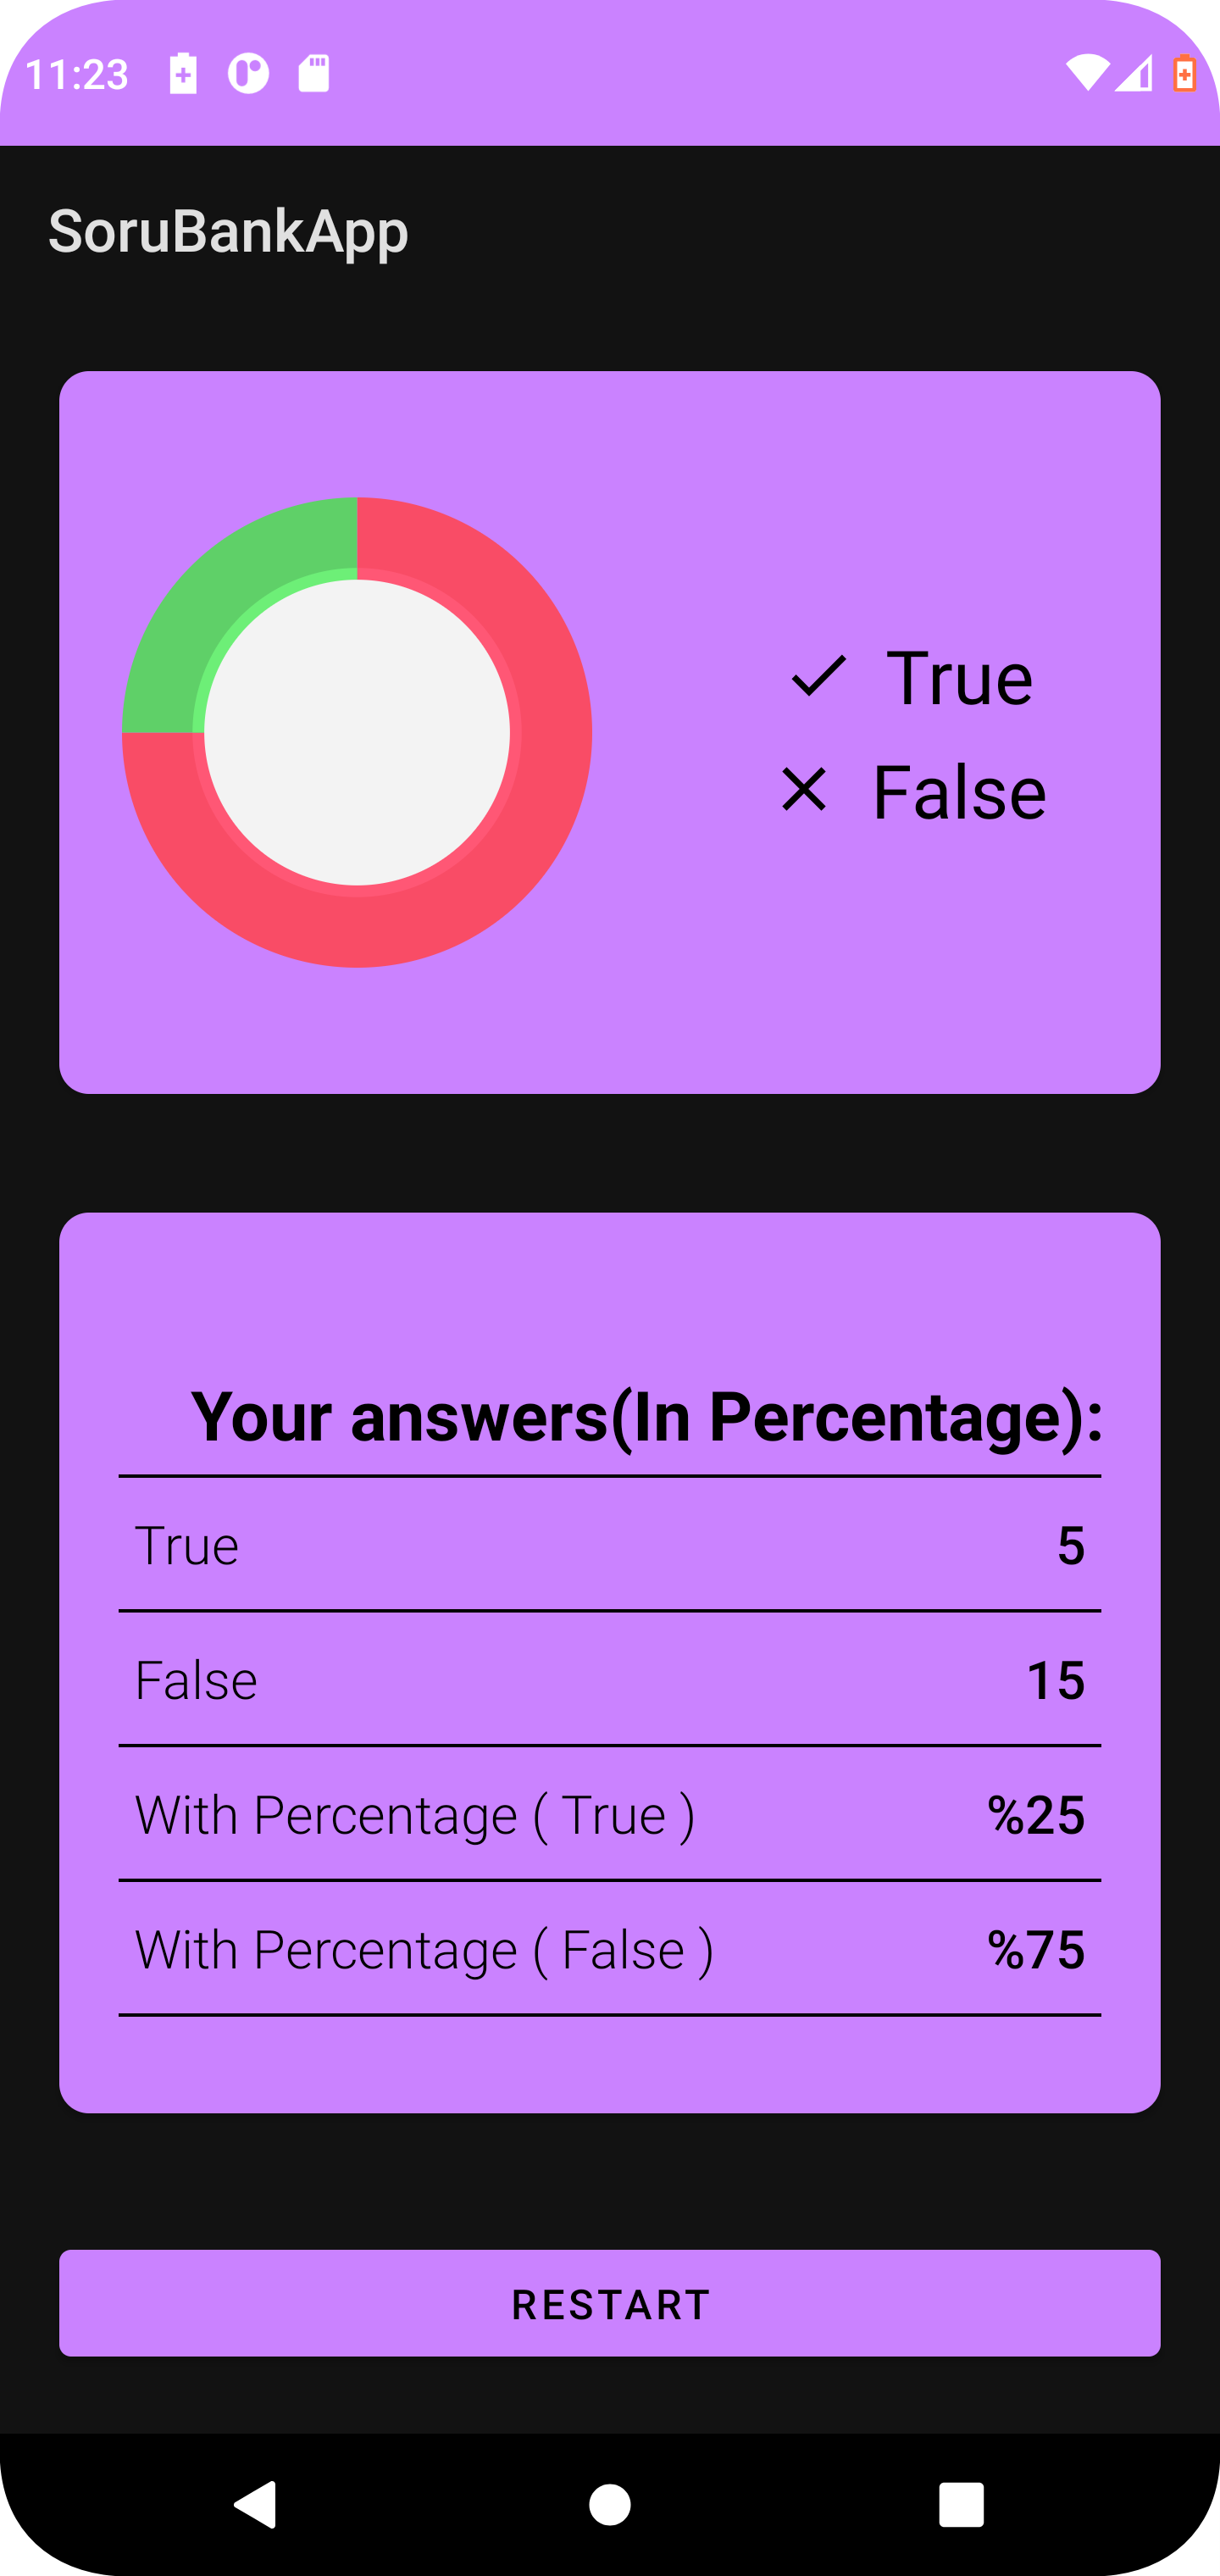 11:23
SoruBankApp
True
False
Your answers(In Percentage):
True 5
False 15
With Percentage ( True ) %25
With Percentage ( False ) %75
RESTART